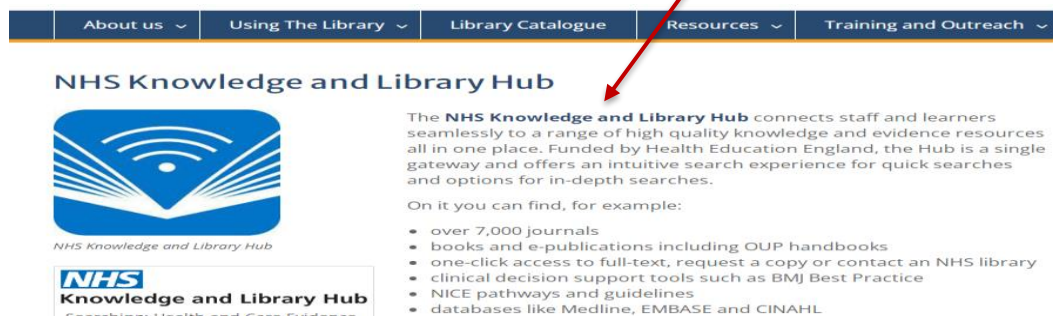 About us
Using The Library
Library Catalogue
Resources
Training and Outreach
NHS Knowledge and Library Hub
NHS Knowledge and Library Hub
NHS
Knowledge and Library Hub
Searching: Health and Care Evidence
The NHS Knowledge and Library Hub connects staff and learners
seamlessly to a range of high quality knowledge and evidence resources
all in one place. Funded by Health Education England, the Hub is a single
gateway and offers an intuitive search experience for quick searches
and options for in-depth searches.
On it you can find, for example:
• over 7,000 journals
• books and e-publications including OUP handbooks
• one-click access to full-text, request a copy or contact an NHS library
• clinical decision support tools such as BMJ Best Practice
• NICE pathways and guidelines
• databases like Medline, EMBASE and CINAHL